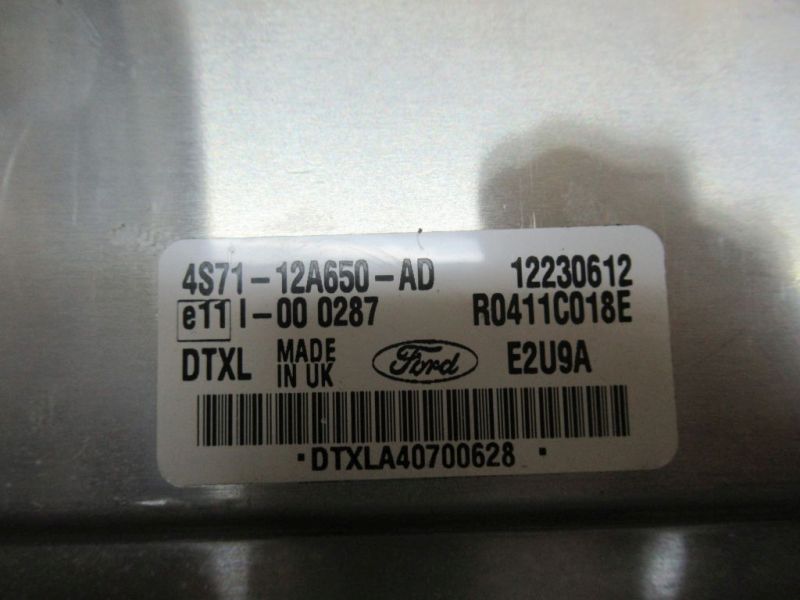 4S71-12A650-AD 12230612
e11 I-00 0287 R0411C018E
DTXL MADE IN UK Ford E2U9A
·DTXLA40700628 ·